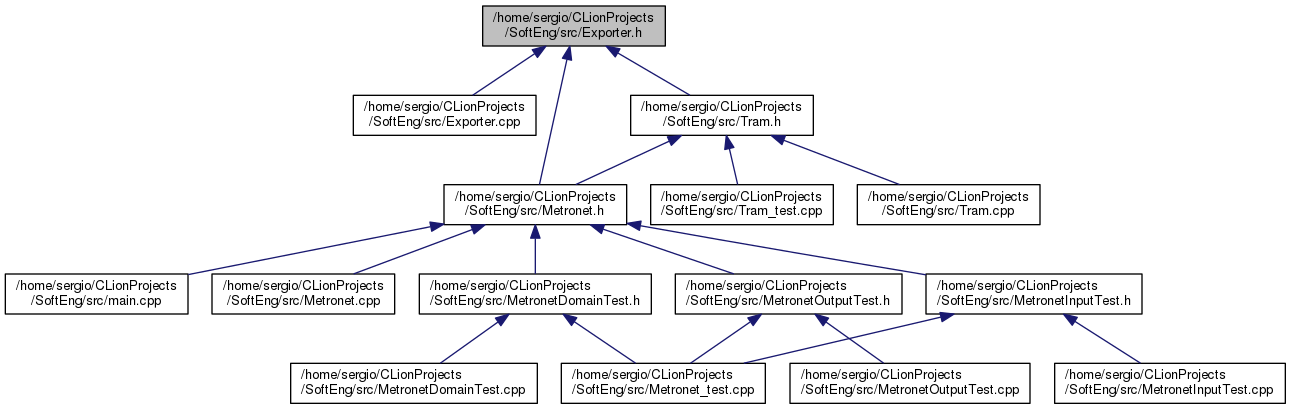 /home/sergio/CLionProjects
/SoftEng/src/Exporter.h
/home/sergio/CLionProjects
/SoftEng/src/Exporter.cpp
/home/sergio/CLionProjects
/SoftEng/src/Tram.h
/home/sergio/CLionProjects
/SoftEng/src/Metronet.h
/home/sergio/CLionProjects
/SoftEng/src/Tram_test.cpp
/home/sergio/CLionProjects
/SoftEng/src/Tram.cpp
/home/sergio/CLionProjects
/SoftEng/src/main.cpp
/home/sergio/CLionProjects
/SoftEng/src/Metronet.cpp
/home/sergio/CLionProjects
/SoftEng/src/MetronetDomainTest.h
/home/sergio/CLionProjects
/SoftEng/src/MetronetOutputTest.h
/home/sergio/CLionProjects
/SoftEng/src/MetronetInputTest.h
/home/sergio/CLionProjects
/SoftEng/src/MetronetDomainTest.cpp
/home/sergio/CLionProjects
/SoftEng/src/Metronet_test.cpp
/home/sergio/CLionProjects
/SoftEng/src/MetronetOutputTest.cpp
/home/sergio/CLionProjects
/SoftEng/src/MetronetInputTest.cpp